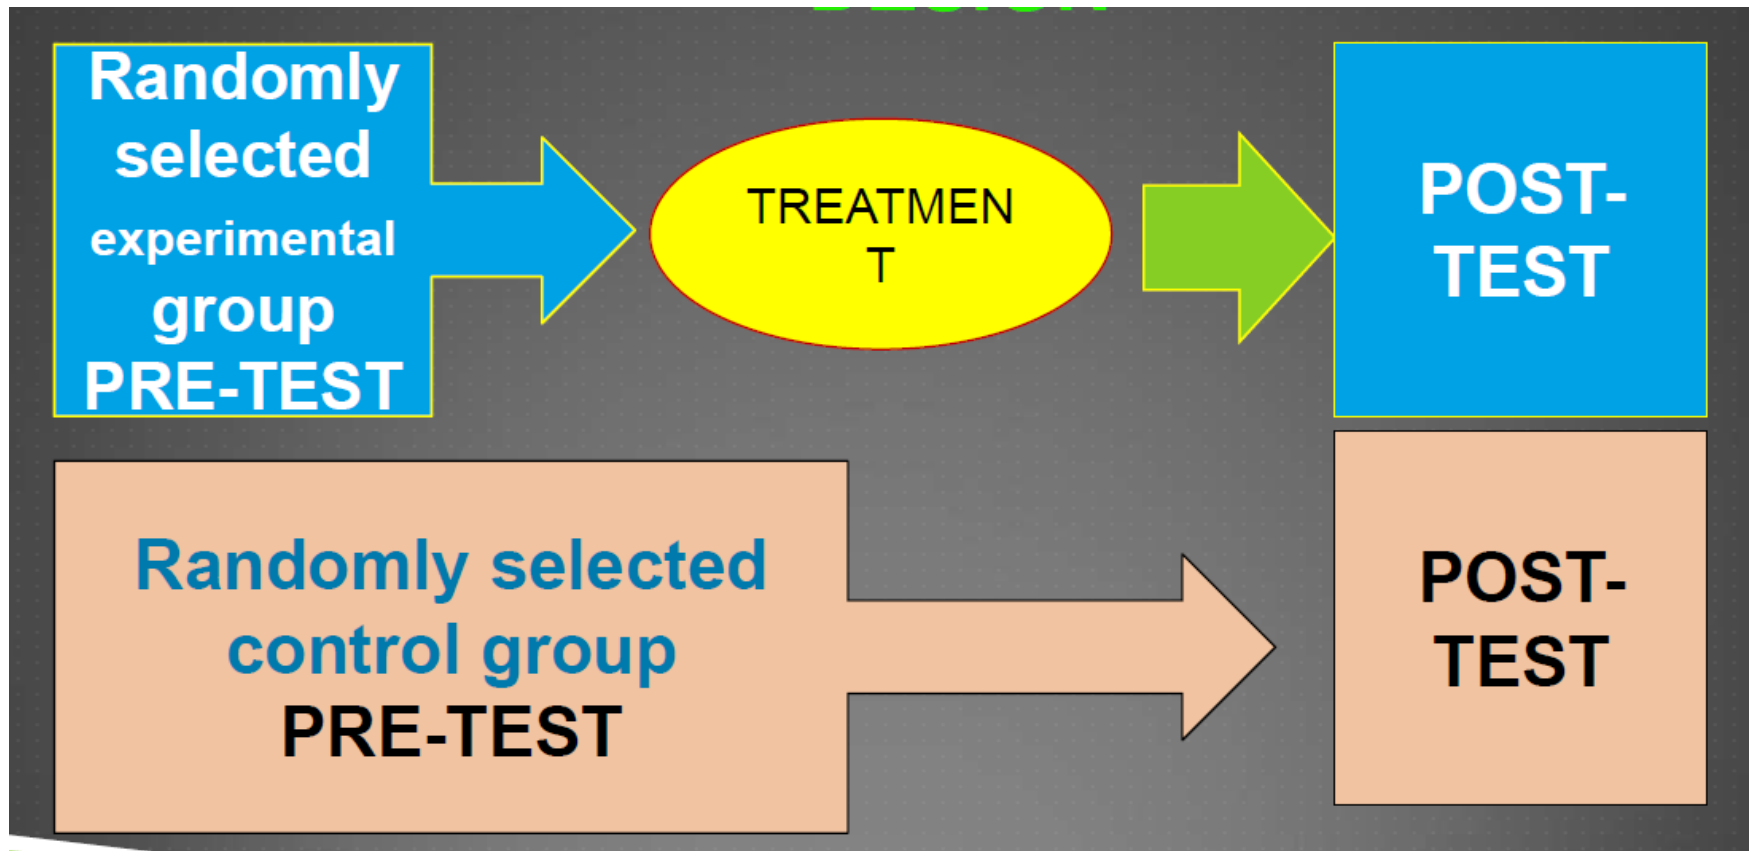 Randomly
selected
experimental
group
PRE-TEST
TREATMEN
T
POST-
TEST
Randomly selected
control group
PRE-TEST
POST-
TEST